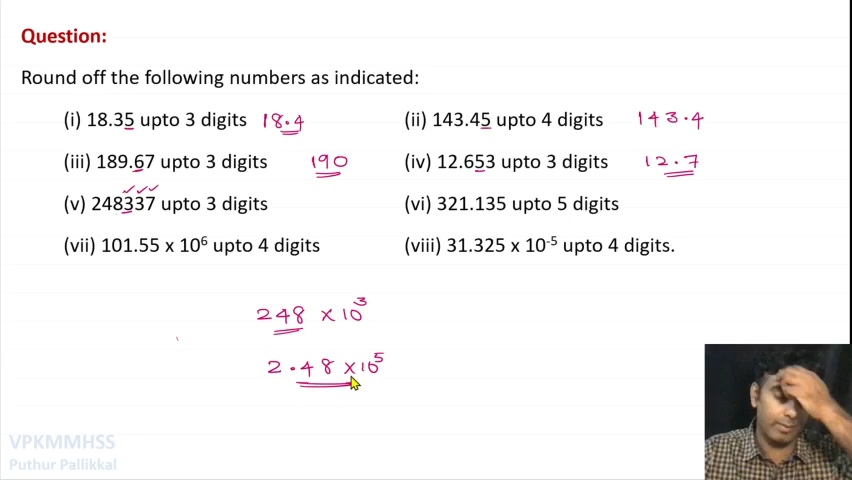 Question:
Round off the following numbers as indicated:
(i) 18.35 upto 3 digits 18.4 (ii) 143.45 upto 4 digits 143.4
(iii) 189.67 upto 3 digits 190 (iv) 12.653 upto 3 digits 12.7
(v) 248337 upto 3 digits (vi) 321.135 upto 5 digits
(vii) 101.55 x 10⁶ upto 4 digits (viii) 31.325 x 10⁻⁵ upto 4 digits.
248 × 10³
2.48 × 10⁵
VPKMMHSS
Puthur Pallikkal